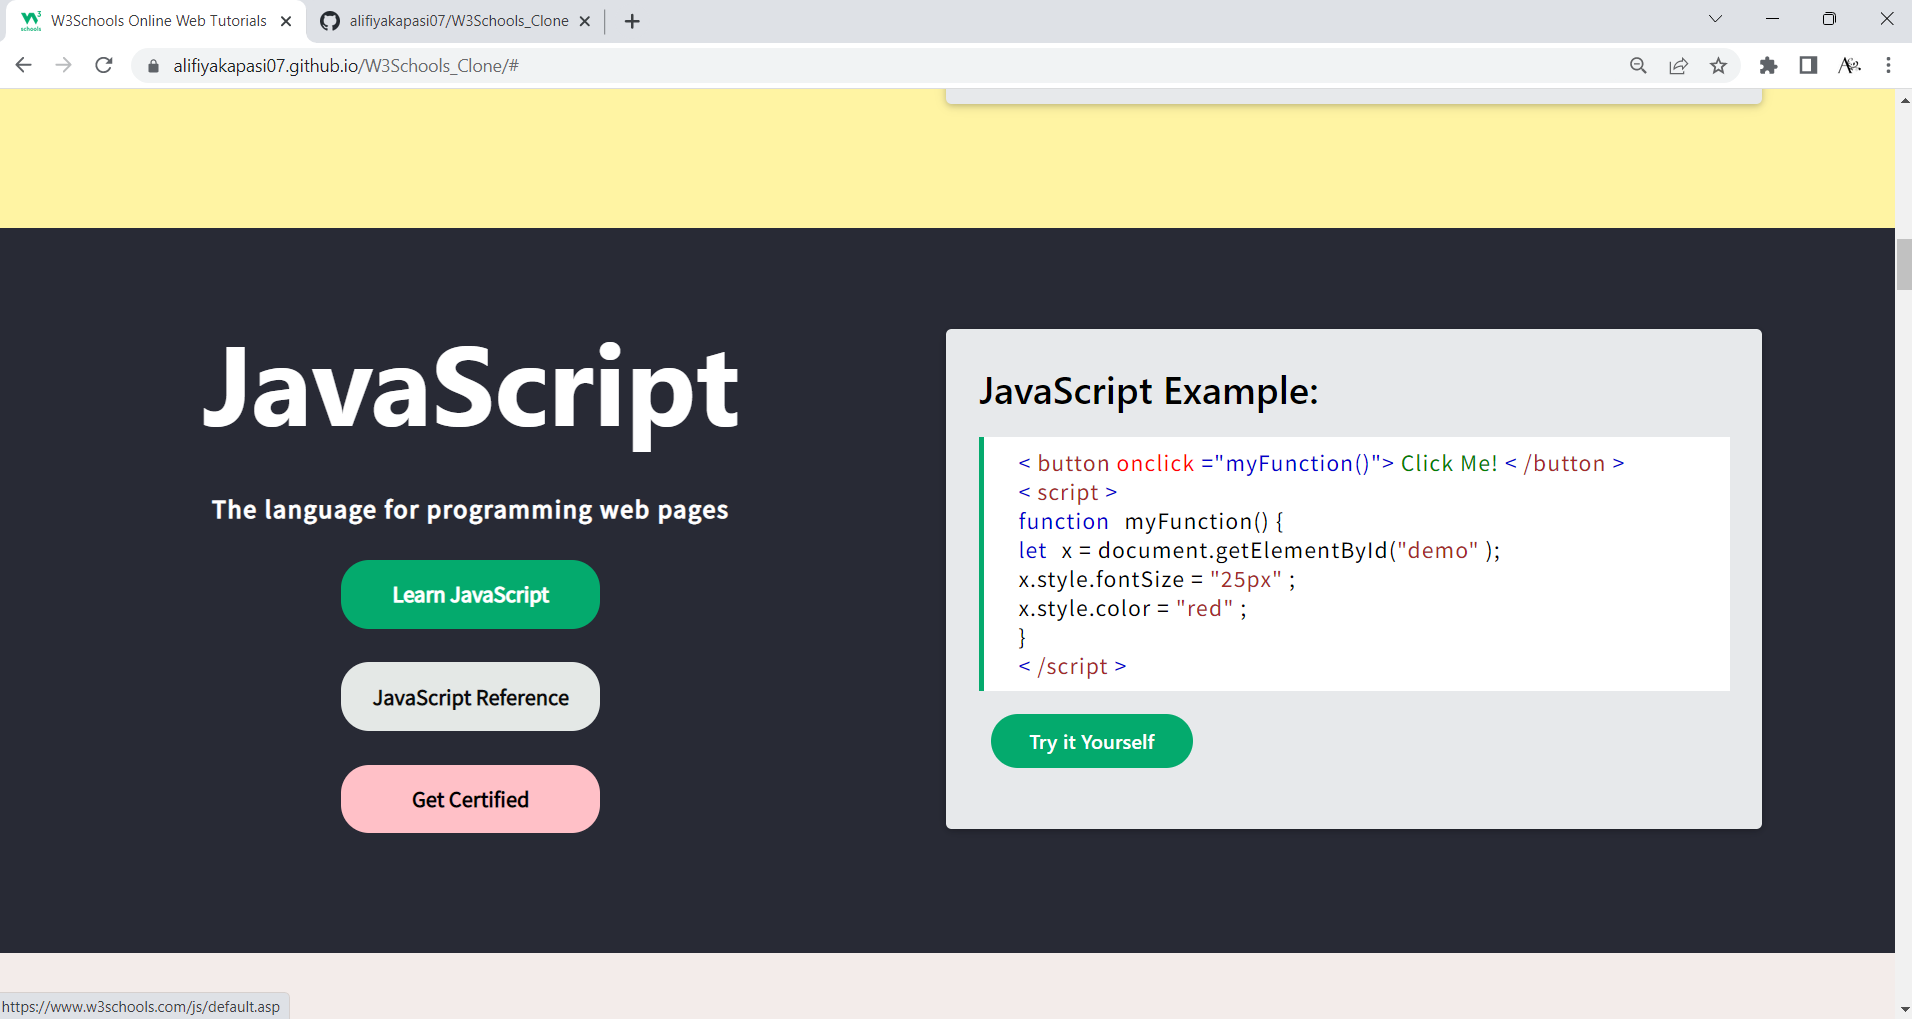 W3Schools Online Web Tutorials
alifiyakapasi07/W3Schools_Clone
alifiyakapasi07.github.io/W3Schools_Clone/#
JavaScript
The language for programming web pages
Learn JavaScript
JavaScript Reference
Get Certified
JavaScript Example:
< button onclick ="myFunction()"> Click Me! < /button >
< script >
function myFunction() {
let x = document.getElementById("demo" );
x.style.fontSize = "25px" ;
x.style.color = "red" ;
}
< /script >
Try it Yourself
https://www.w3schools.com/js/default.asp